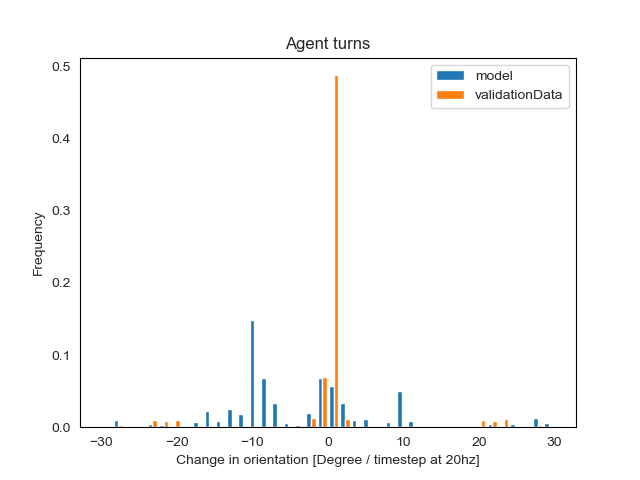 Agent turns
model
validationData
0.5
0.4
0.3
0.2
0.1
0.0
Frequency
−30 −20 −10 0 10 20 30
Change in orientation [Degree / timestep at 20hz]